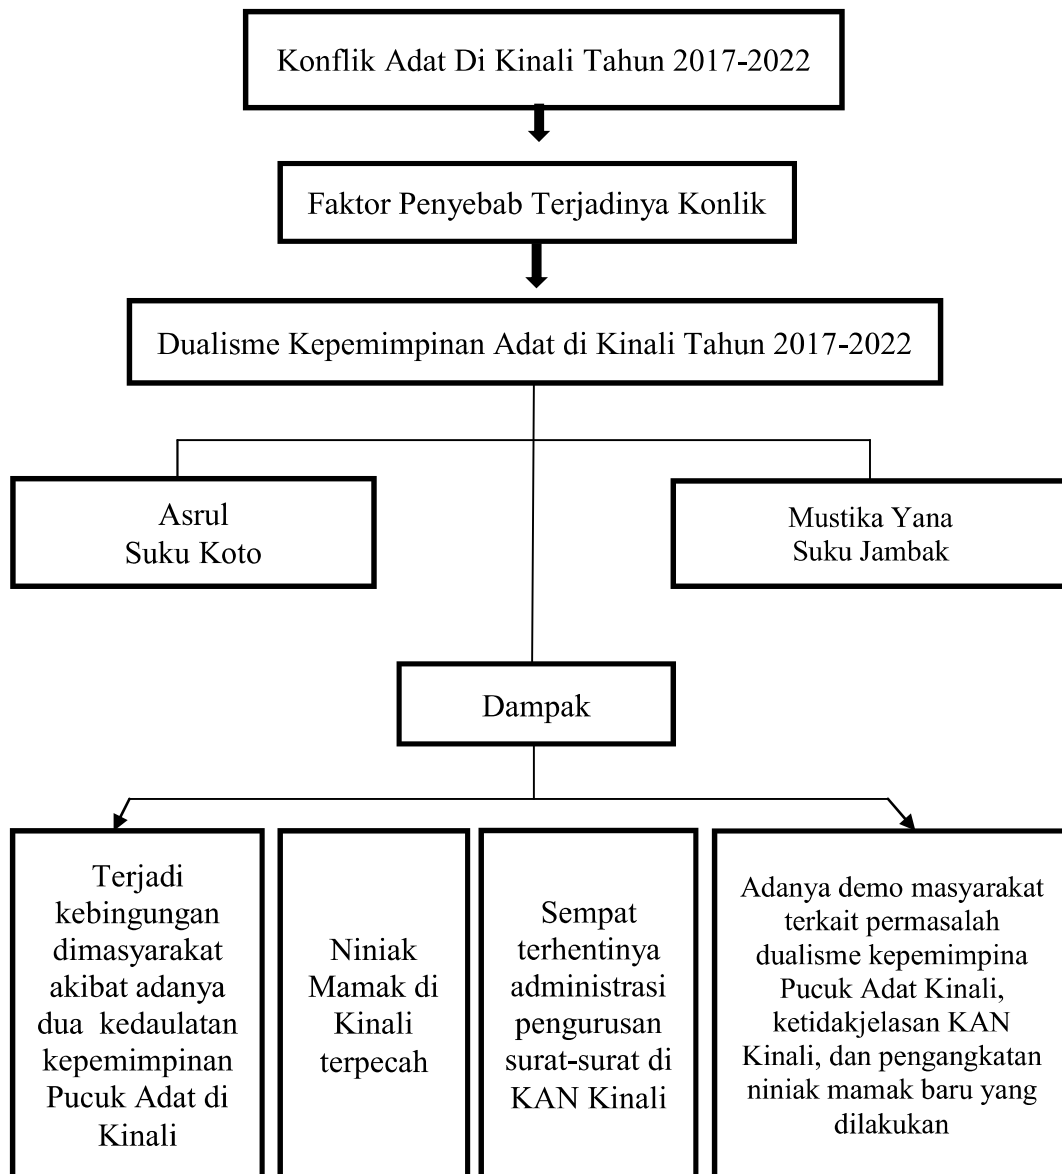 Konflik Adat Di Kinali Tahun 2017-2022
Faktor Penyebab Terjadinya Konlik
Dualisme Kepemimpinan Adat di Kinali Tahun 2017-2022
Asrul
Suku Koto
Mustika Yana
Suku Jambak
Dampak
Terjadi
kebingungan
dimasyarakat
akibat adanya
dua kedaulatan
kepemimpinan
Pucuk Adat di
Kinali
Niniak
Mamak di
Kinali
terpecah
Sempat
terhentinya
administrasi
pengurusan
surat-surat di
KAN Kinali
Adanya demo masyarakat
terkait permasalah
dualisme kepemimpina
Pucuk Adat Kinali,
ketidakjelasan KAN
Kinali, dan pengangkatan
niniak mamak baru yang
dilakukan